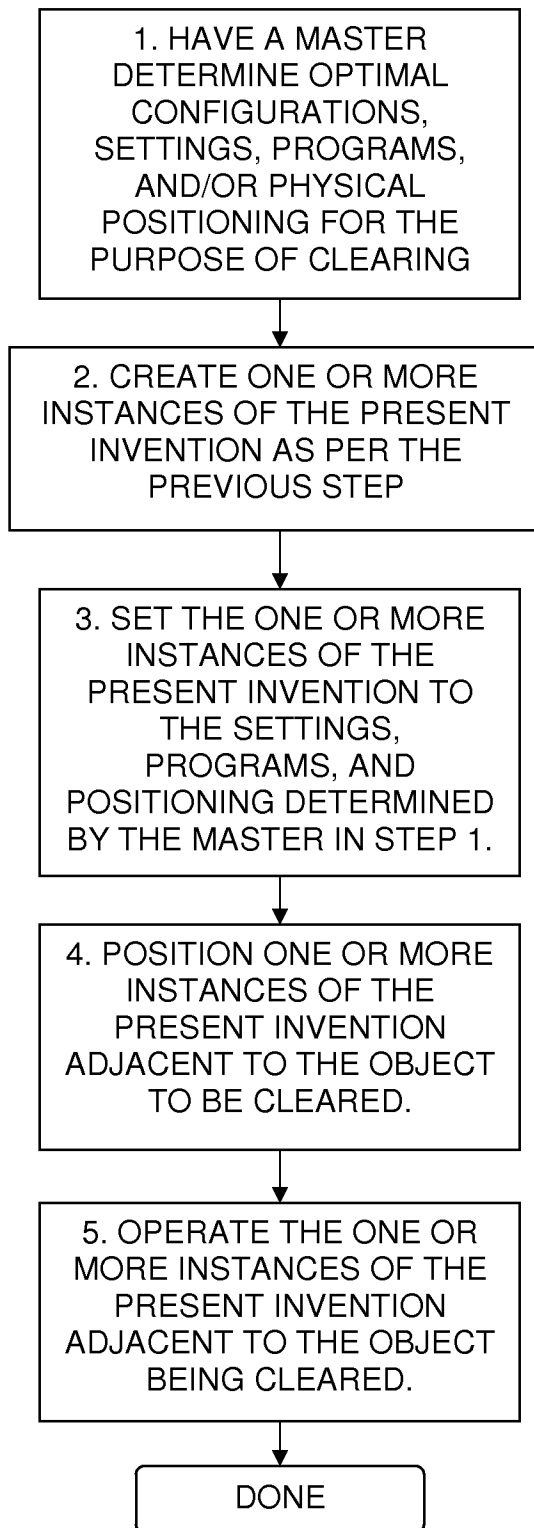 1. HAVE A MASTER
DETERMINE OPTIMAL
CONFIGURATIONS,
SETTINGS, PROGRAMS,
AND/OR PHYSICAL
POSITIONING FOR THE
PURPOSE OF CLEARING
2. CREATE ONE OR MORE
INSTANCES OF THE PRESENT
INVENTION AS PER THE
PREVIOUS STEP
3. SET THE ONE OR MORE
INSTANCES OF THE
PRESENT INVENTION TO
THE SETTINGS,
PROGRAMS, AND
POSITIONING DETERMINED
BY THE MASTER IN STEP 1.
4. POSITION ONE OR MORE
INSTANCES OF THE
PRESENT INVENTION
ADJACENT TO THE OBJECT
TO BE CLEARED.
5. OPERATE THE ONE OR
MORE INSTANCES OF THE
PRESENT INVENTION
ADJACENT TO THE OBJECT
BEING CLEARED.
DONE